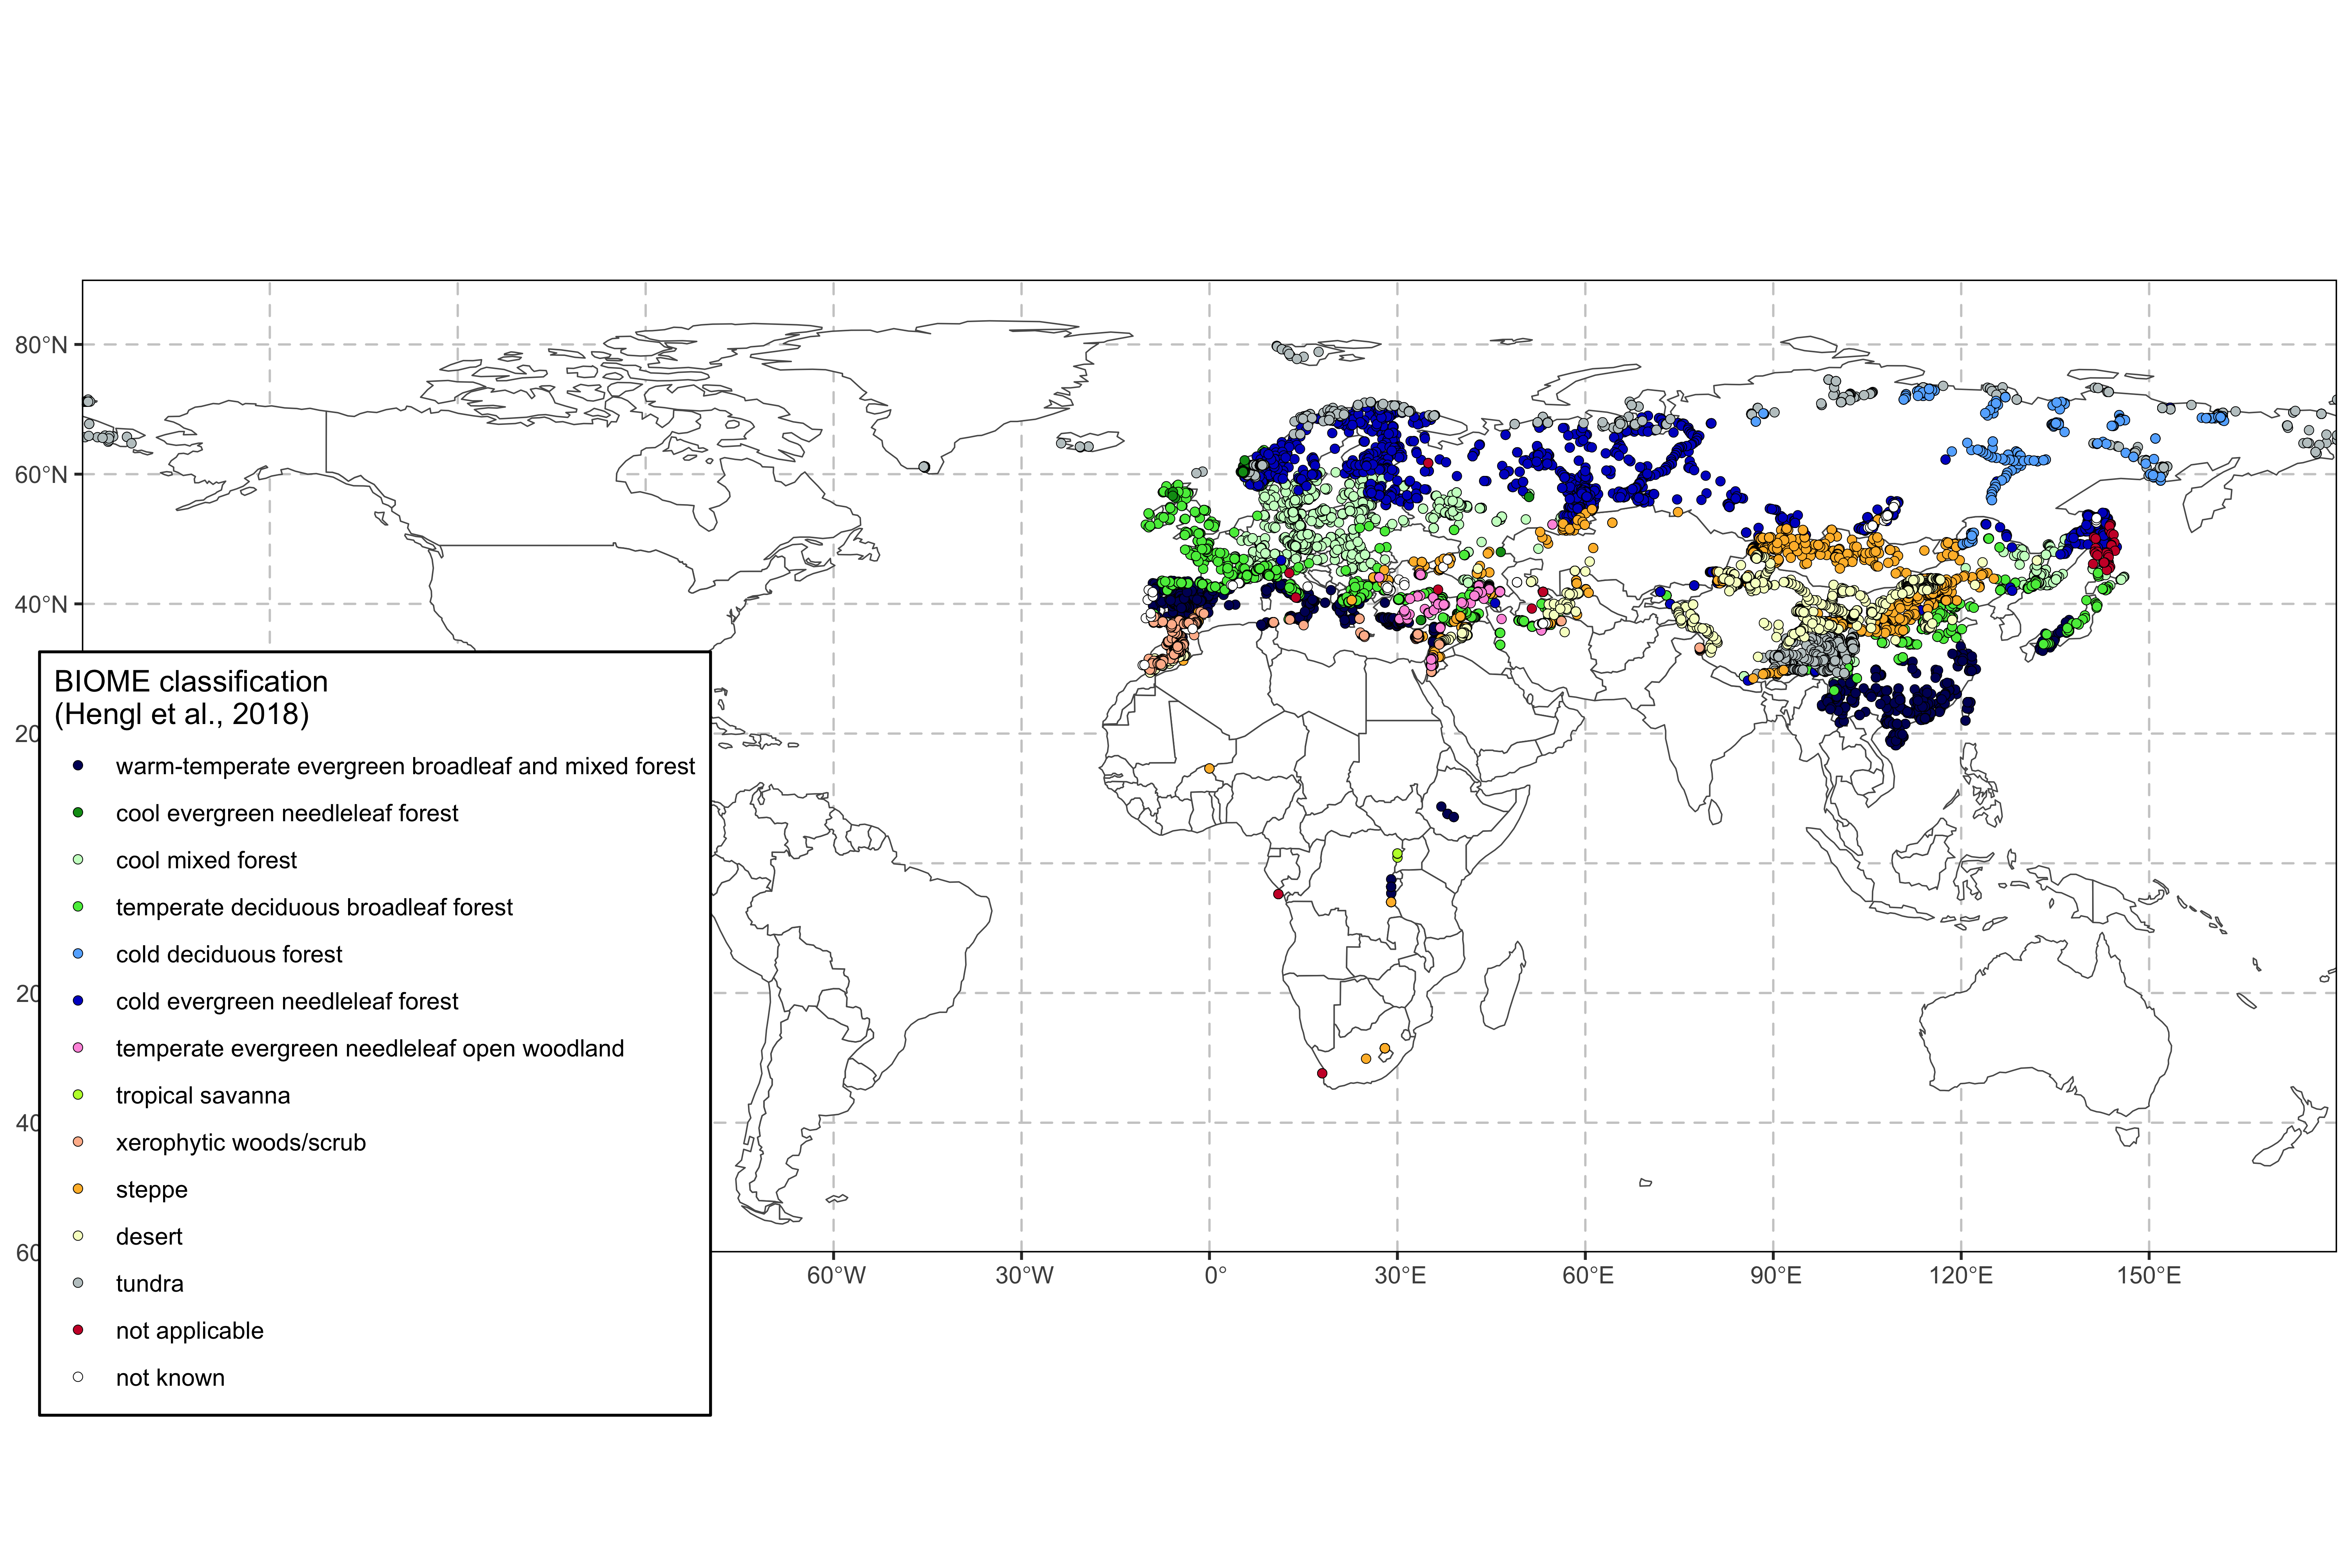 80°N
60°N
40°N
20
20
40
60
BIOME classification
(Hengl et al., 2018)
warm-temperate evergreen broadleaf and mixed forest
cool evergreen needleleaf forest
cool mixed forest
temperate deciduous broadleaf forest
cold deciduous forest
cold evergreen needleleaf forest
temperate evergreen needleleaf open woodland
tropical savanna
xerophytic woods/scrub
steppe
desert
tundra
not applicable
not known
60°W 30°W 0° 30°E 60°E 90°E 120°E 150°E